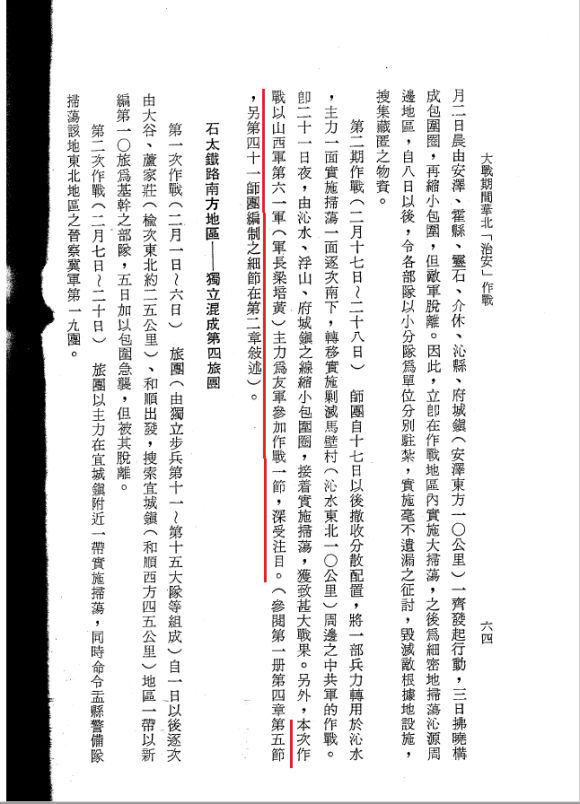 大戰期間華北「治安」作戰
六四
月二日晨由安澤、霍縣、靈石、介休、沁縣、府城鎭(安澤東方一〇公里)一齊發起行動,三日拂曉構
成包圍圈,再縮小包圍,但敵軍脫離。因此,立卽在作戰地區內實施大掃蕩,之後爲細密地掃蕩沁源周
邊地區,自八日以後,令各部隊以小分隊爲單位分別駐紮,實施毫不遺漏之征討,毀滅敵根據地設施,
搜集藏匿之物資。
第二期作戰(二月十七日~二十八日) 師團自十七日以後撤收分散配置,將一部兵力轉用於沁水
,主力一面實施掃蕩一面逐次南下,轉移實施剿滅馬壁村(沁水東北一〇公里)周邊之中共軍的作戰。
卽二十一日夜,由沁水、浮山、府城鎭之線縮小包圍圈,接着實施掃蕩,獲致甚大戰果。另外,本次作
戰以山西軍第六一軍(軍長梁培黃)主力爲友軍參加作戰一節,深受注目。(參閱第一册第四章第五節
,另第四十一師團編制之細節在第二章敘述)。
石太鐵路南方地區——獨立混成第四旅團
第一次作戰(二月一日~六日) 旅團(由獨立步兵第十一~第十五大隊等組成)自一日以後逐次
由大谷、蘆家莊(楡次東北約二五公里)、和順出發,搜索宜城鎭(和順西方四五公里)地區一帶以新
編第一〇旅爲基幹之部隊,五日加以包圍急襲,但被其脫離。
第二次作戰(二月七日~二十日) 旅團以主力在宜城鎭附近一帶實施掃蕩,同時命令盂縣警備隊
掃蕩該地東北地區之晉察冀軍第一九團。